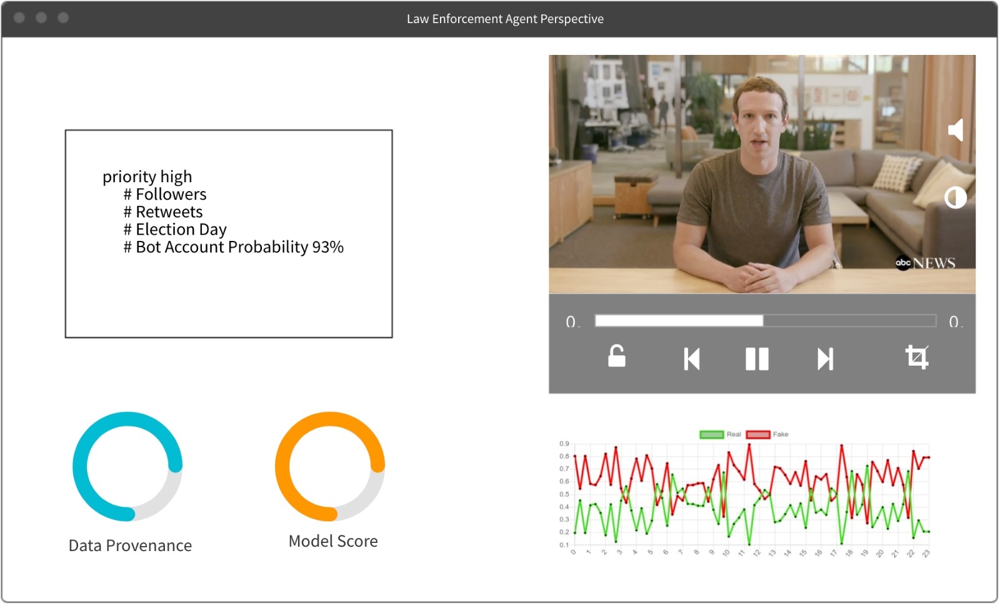 Law Enforcement Agent Perspective
priority high
# Followers
# Retweets
# Election Day
# Bot Account Probability 93%
abc NEWS
0.
0.
Data Provenance
Model Score
Real
Fake
0.9
0.8
0.7
0.6
0.5
0.4
0.3
0.2
0.1
0 1 2 3 4 5 6 7 8 9 10 11 12 13 14 15 16 17 18 19 20 21 22 23